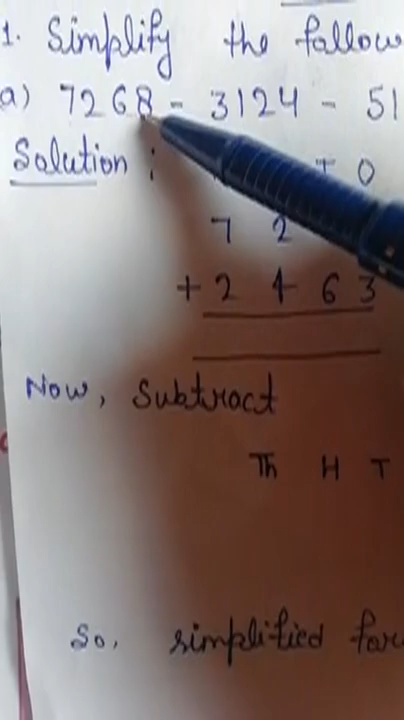 1. Simplify the follow
a) 7268 - 3124 - 51
Solution : T O
7 2
+ 2 4 6 3
Now, Subtract
Th H T
So, simplified for